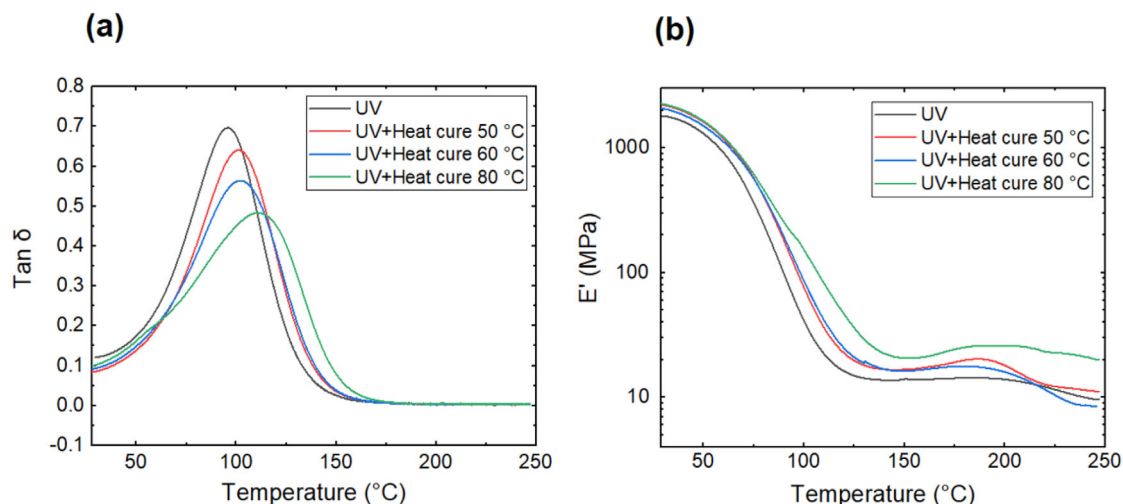 (a)
0.8
0.7
0.6
0.5
0.4
0.3
0.2
0.1
0.0
-0.1
Tan δ
UV
UV+Heat cure 50 °C
UV+Heat cure 60 °C
UV+Heat cure 80 °C
50 100 150 200 250
Temperature (°C)
(b)
1000
100
10
E' (MPa)
UV
UV+Heat cure 50 °C
UV+Heat cure 60 °C
UV+Heat cure 80 °C
50 100 150 200 250
Temperature (°C)